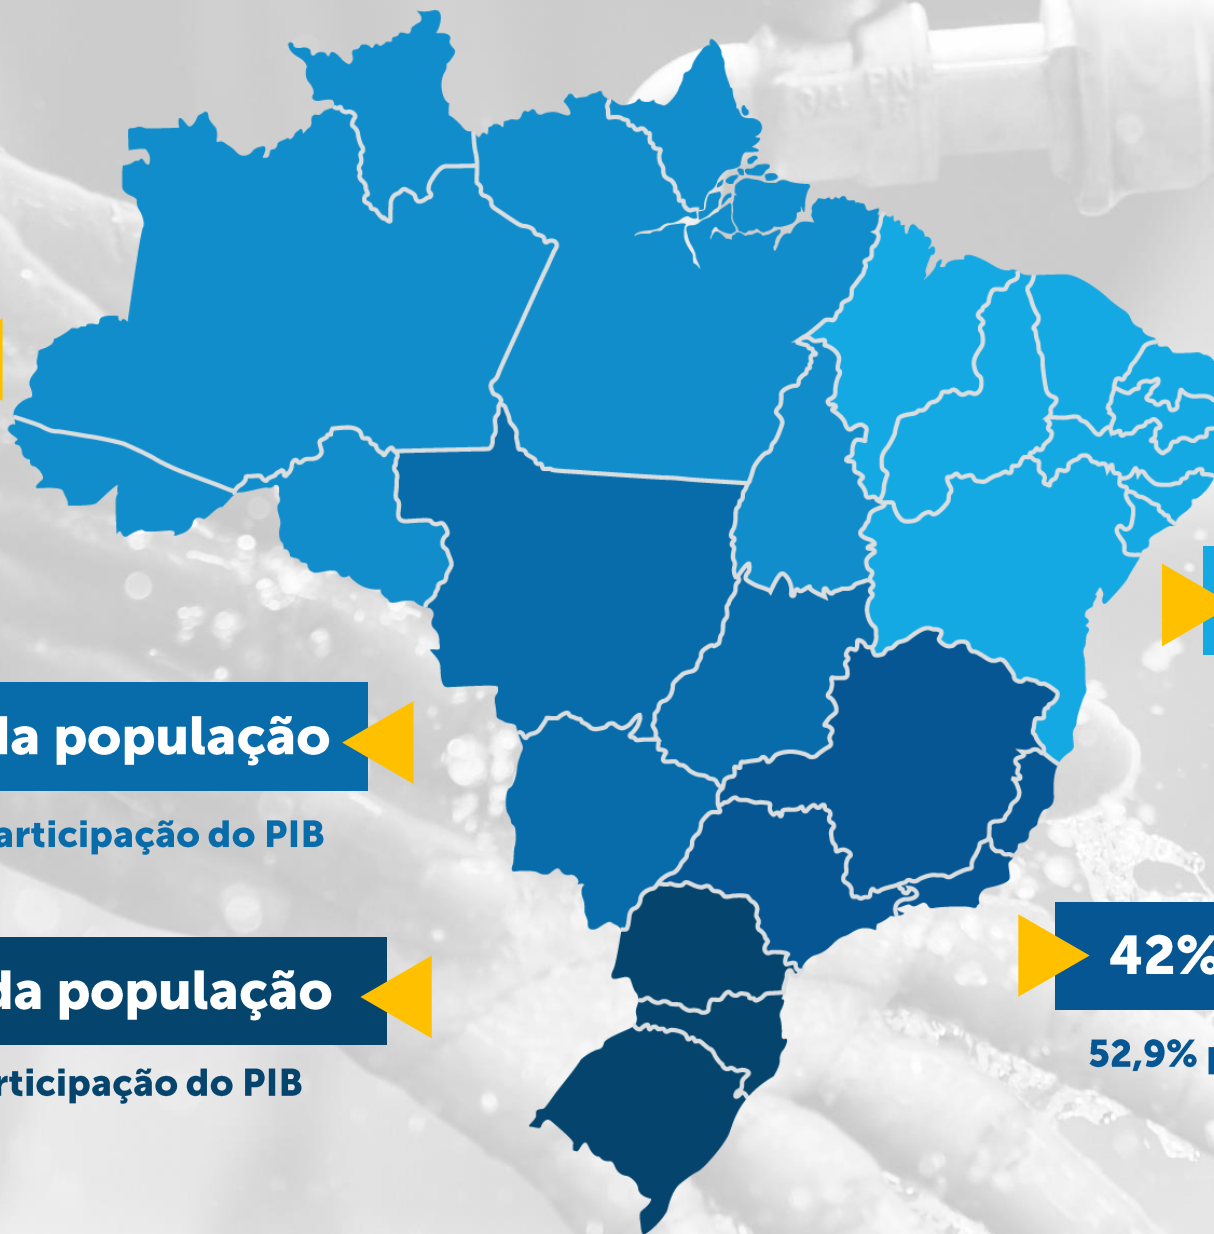 da população
articipação do PIB
da população
rticipação do PIB
42%
52,9% p